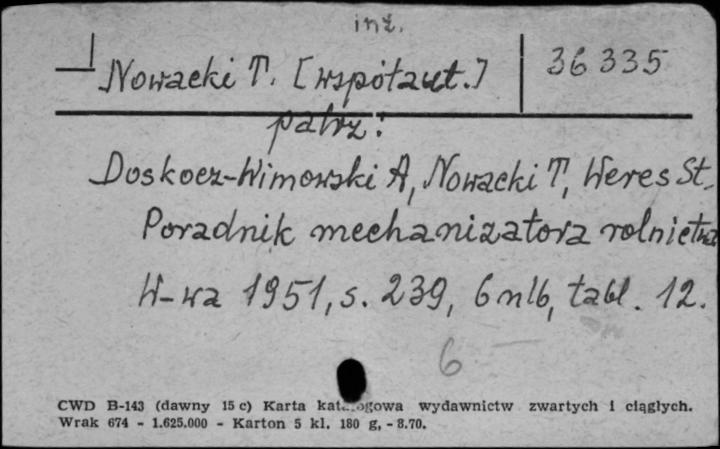 inż.
Nowacki T. [współaut.] 36 335
patrz:
Doskocz-Wimowski A, Nowacki T, Weres St.
Poradnik mechanizatora rolnictwa
W-wa 1951, s. 239, 6 nlb, tabl. 12.
6
CWD B-143 (dawny 15 c) Karta katalogowa wydawnictw zwartych i ciągłych.
Wrak 674 - 1.625.000 - Karton 5 kl. 180 g, - 8.70.